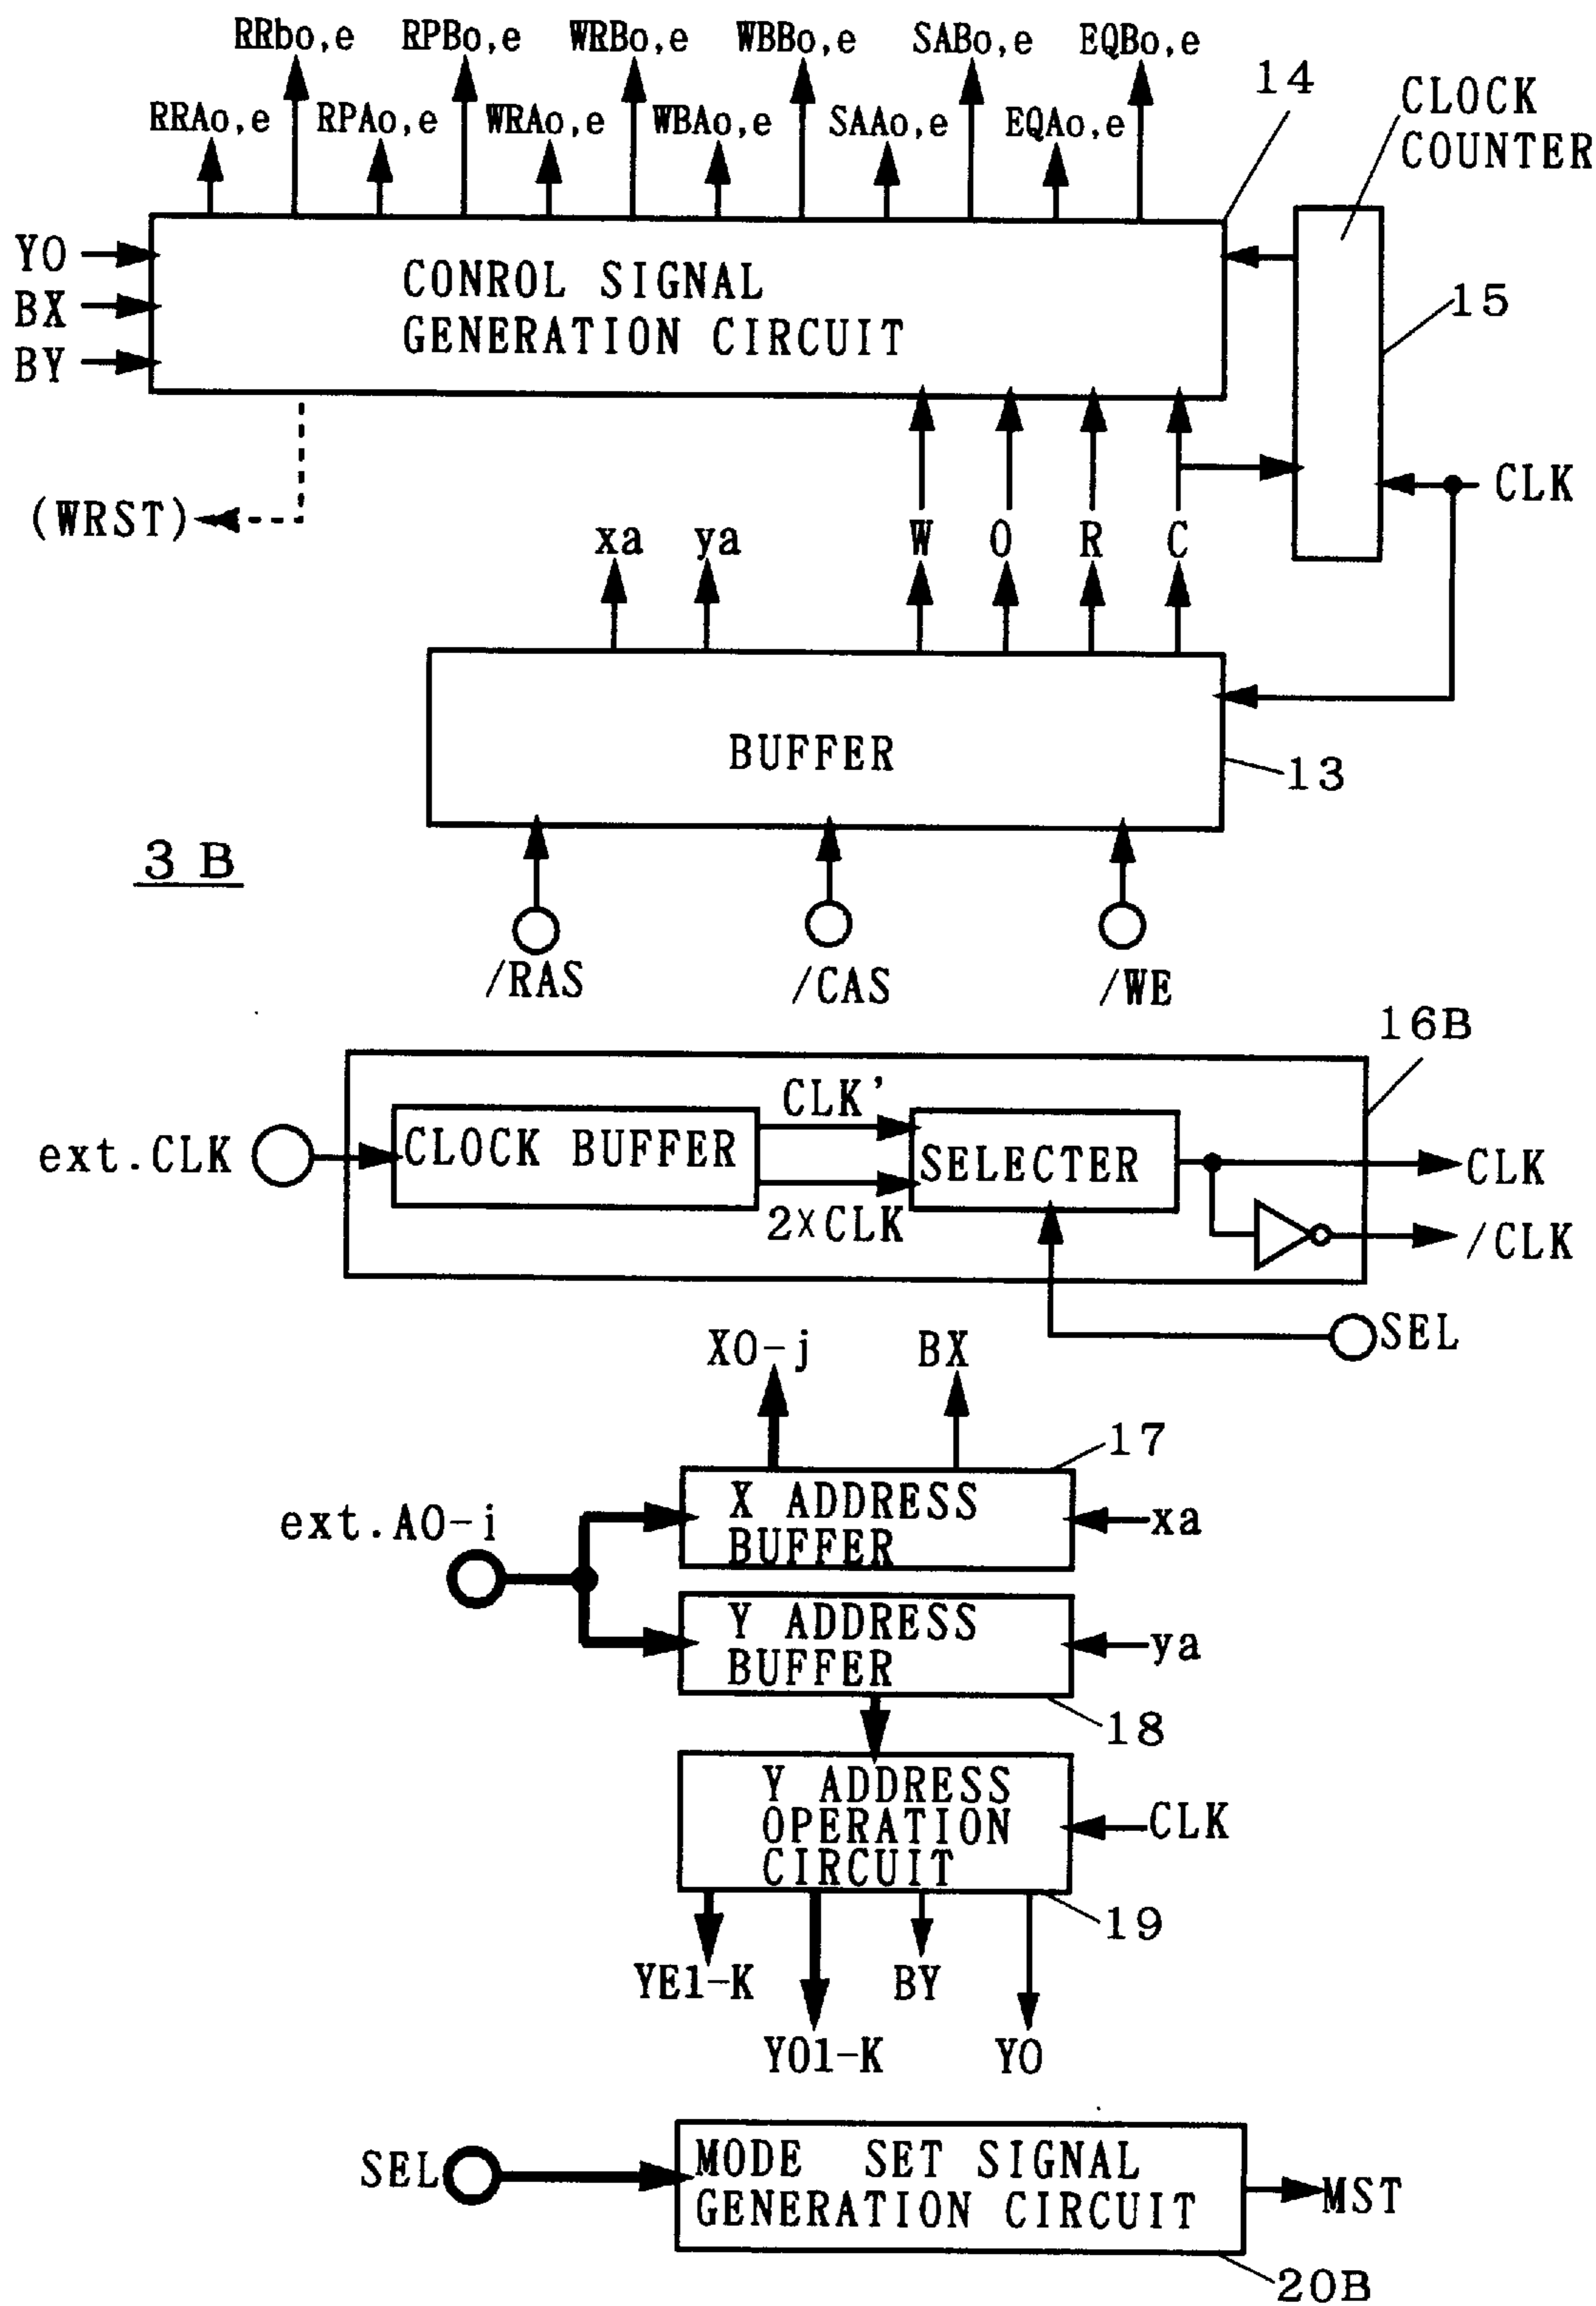 RRbo,e RPBo,e WRBo,e WBBo,e SABo,e EQBo,e
RRAo,e RPAo,e WRAo,e WBAo,e SAAo,e EQAo,e
14
CLOCK
COUNTER
YO
BX
BY
CONROL SIGNAL
GENERATION CIRCUIT
15
(WRST)
CLK
xa ya W O R C
BUFFER
13
3 B
/RAS /CAS /WE
16B
ext.CLK
CLOCK BUFFER
CLK'
2×CLK
SELECTER
CLK
/CLK
SEL
X0-j BX
17
ext.A0-i
X ADDRESS
BUFFER
xa
Y ADDRESS
BUFFER
ya
18
Y ADDRESS
OPERATION
CIRCUIT
CLK
19
YE1-K BY
YO1-K YO
SEL
MODE SET SIGNAL
GENERATION CIRCUIT
MST
20B